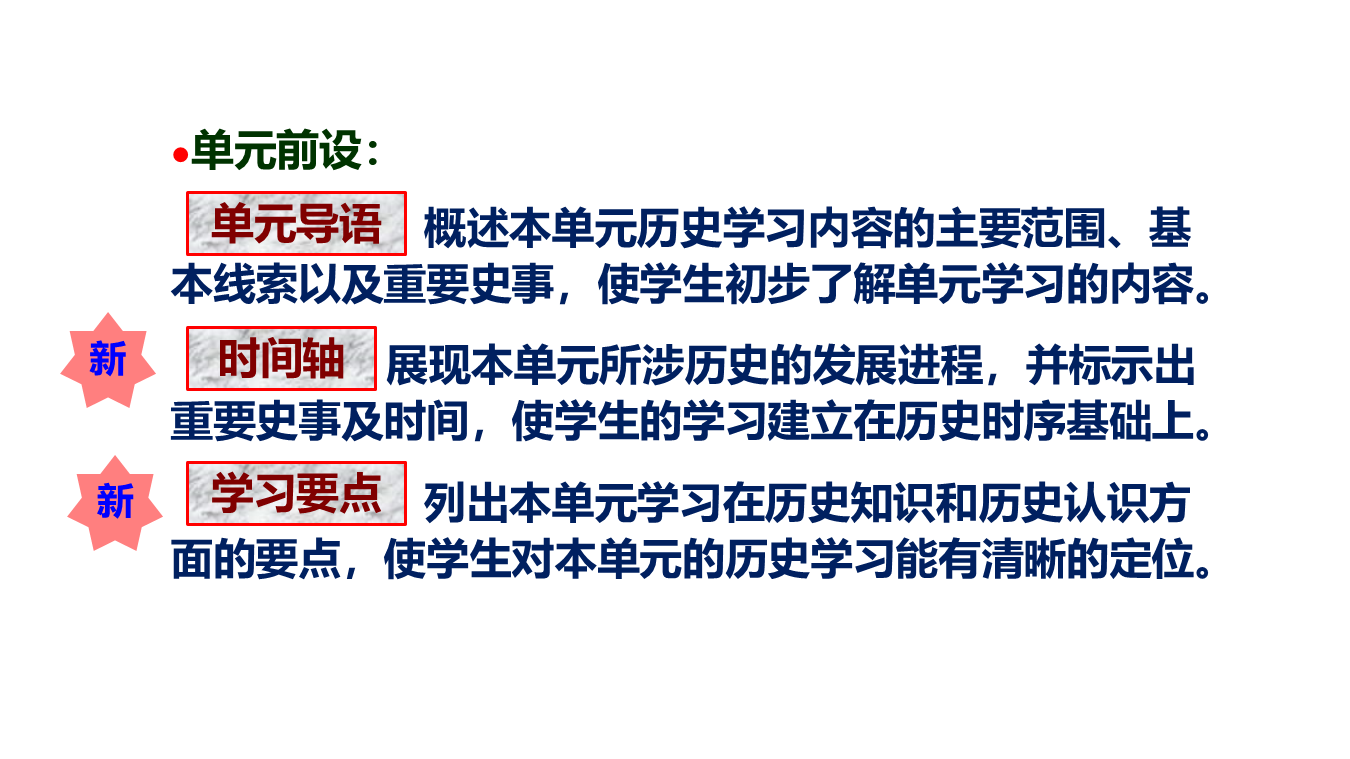 •单元前设：
单元导语 概述本单元历史学习内容的主要范围、基
本线索以及重要史事，使学生初步了解单元学习的内容。
新 时间轴 展现本单元所涉历史的发展进程，并标示出
重要史事及时间，使学生的学习建立在历史时序基础上。
新 学习要点 列出本单元学习在历史知识和历史认识方
面的要点，使学生对本单元的历史学习能有清晰的定位。